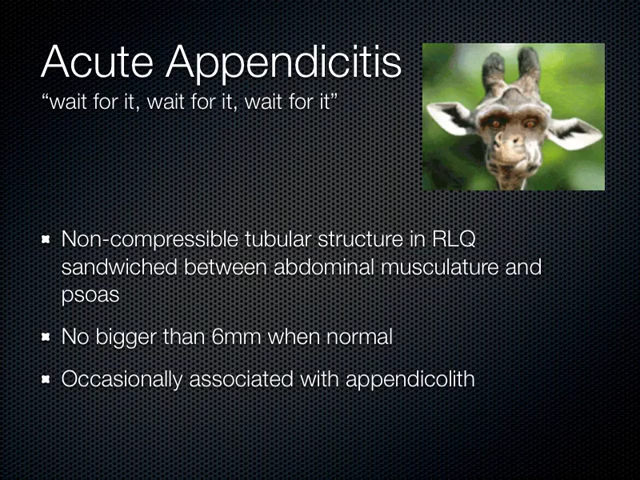 Acute Appendicitis
“wait for it, wait for it, wait for it”
Non-compressible tubular structure in RLQ
sandwiched between abdominal musculature and
psoas
No bigger than 6mm when normal
Occasionally associated with appendicolith